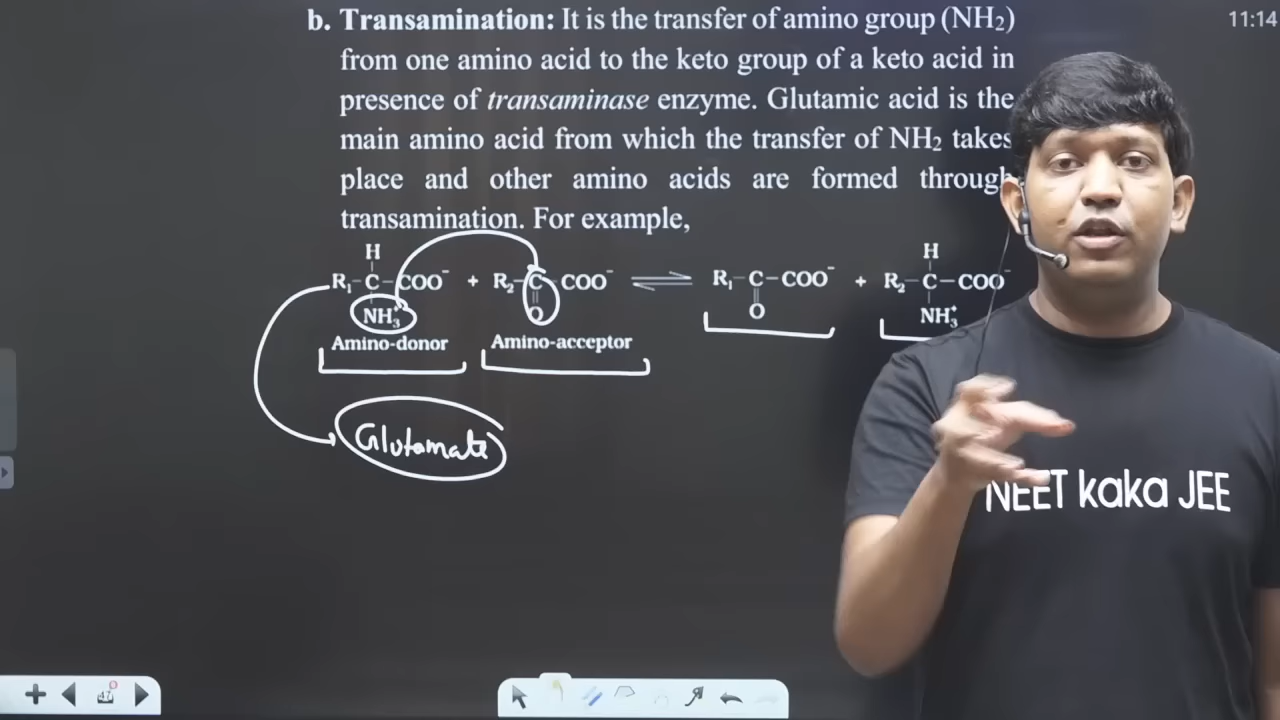 b. Transamination: It is the transfer of amino group (NH₂)
11:14
from one amino acid to the keto group of a keto acid in
presence of transaminase enzyme. Glutamic acid is the
main amino acid from which the transfer of NH₂ takes
place and other amino acids are formed through
transamination. For example,
H H
R₁–C–COO⁻ + R₂–C–COO⁻ ⇌ R₁–C–COO⁻ + R₂–C–COO⁻
NH₃⁺ O O NH₃⁺
Amino-donor Amino-acceptor
Glutamate
NEET kaka JEE
47